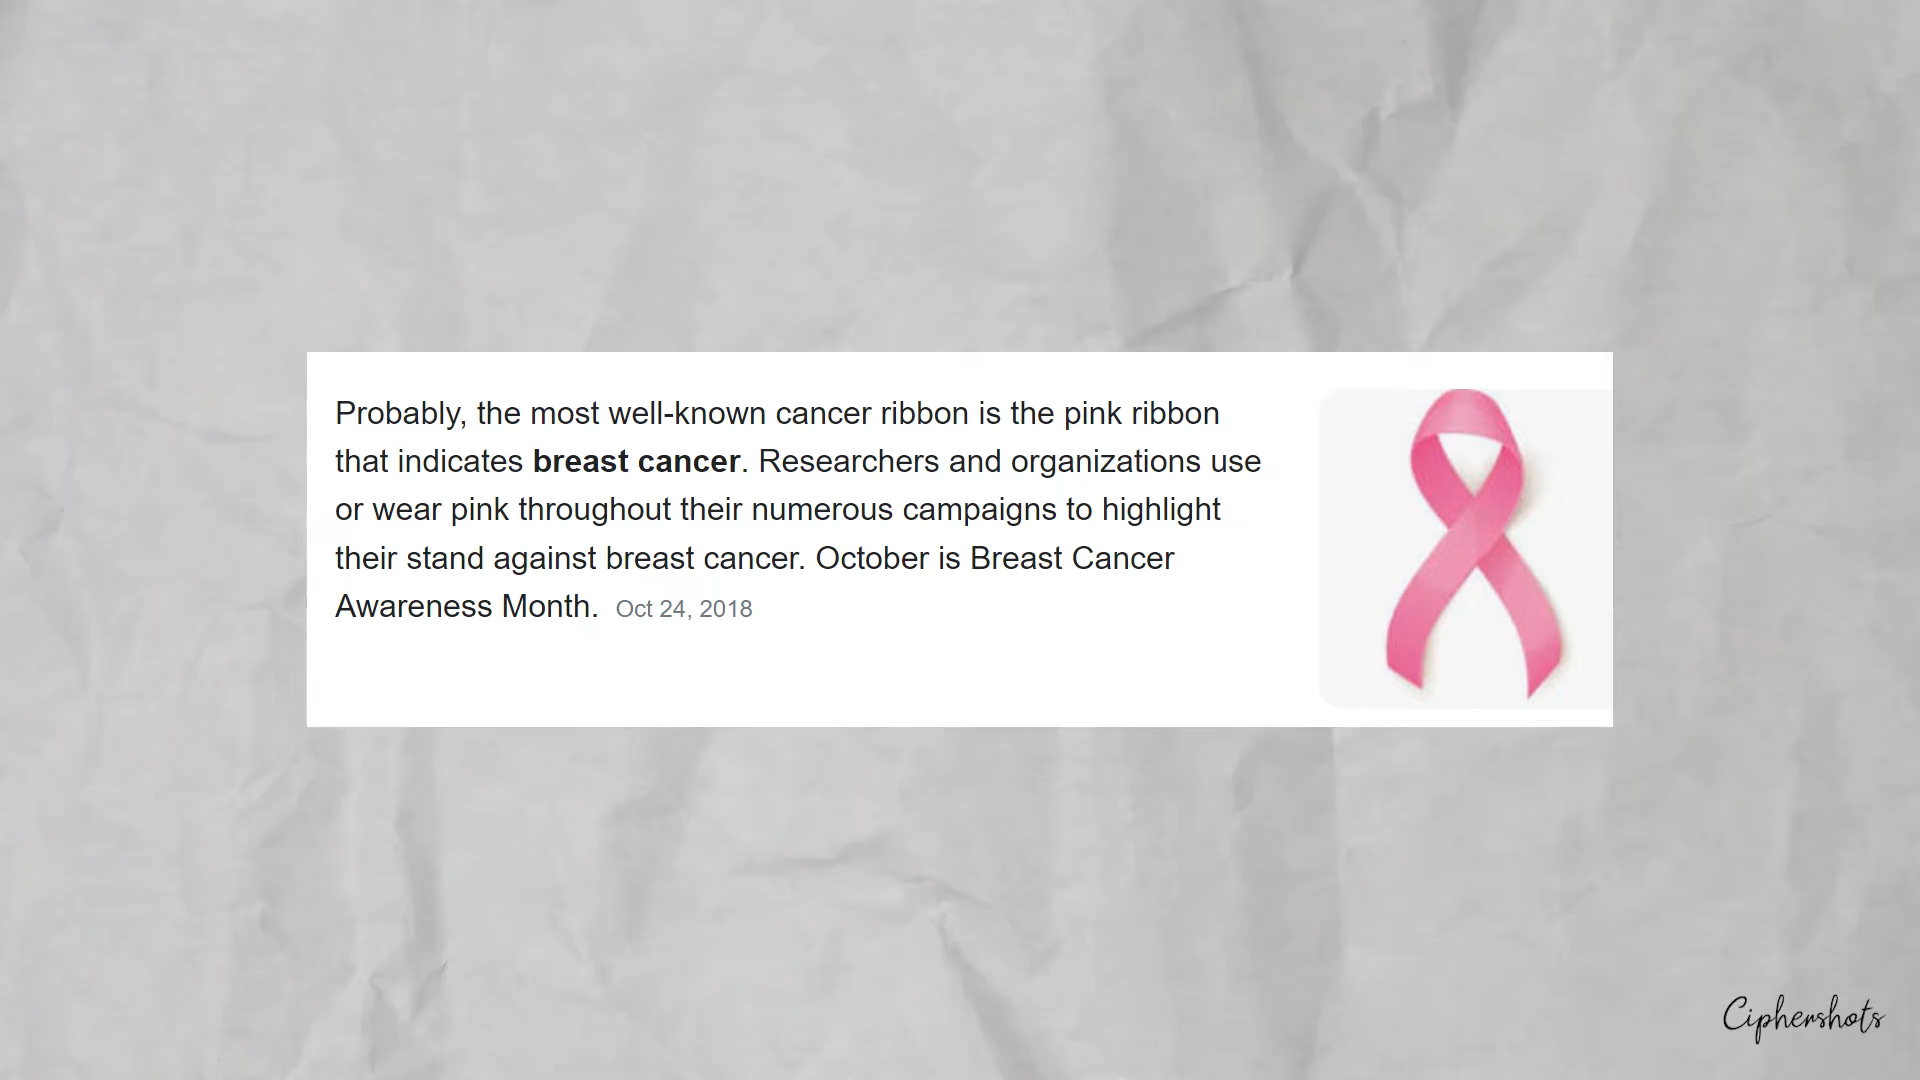 Probably, the most well-known cancer ribbon is the pink ribbon
that indicates breast cancer. Researchers and organizations use
or wear pink throughout their numerous campaigns to highlight
their stand against breast cancer. October is Breast Cancer
Awareness Month. Oct 24, 2018
Ciphershots